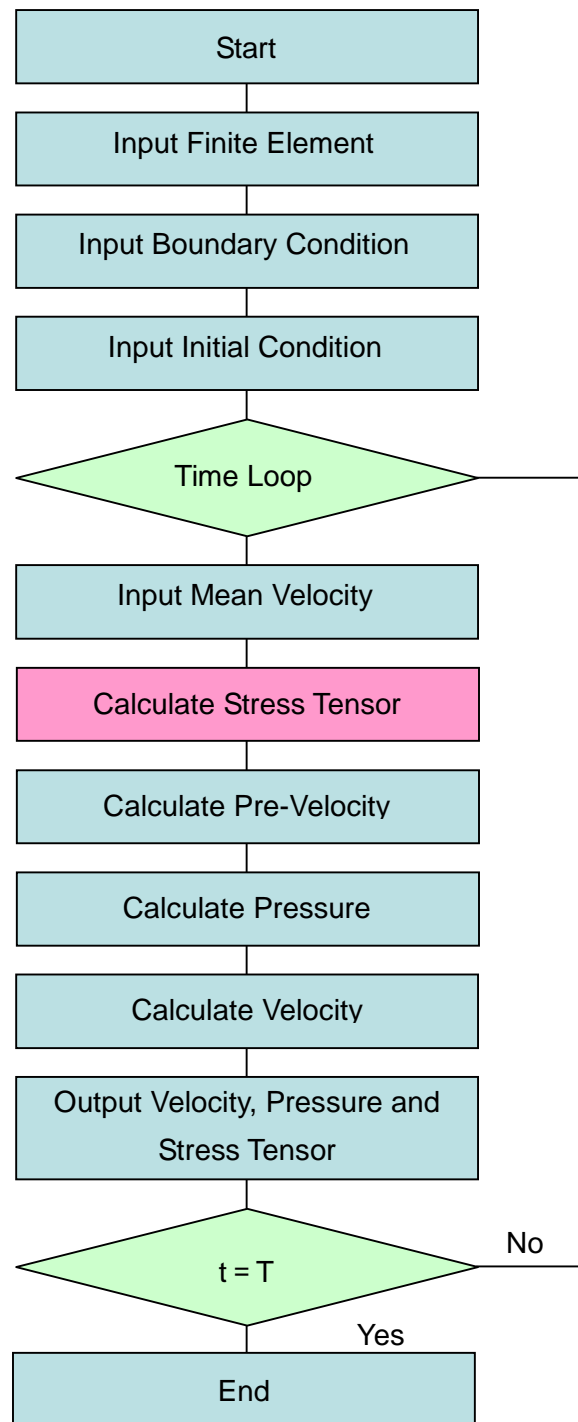 Start
Input Finite Element
Input Boundary Condition
Input Initial Condition
Time Loop
Input Mean Velocity
Calculate Stress Tensor
Calculate Pre-Velocity
Calculate Pressure
Calculate Velocity
Output Velocity, Pressure and
Stress Tensor
t = T
No
Yes
End